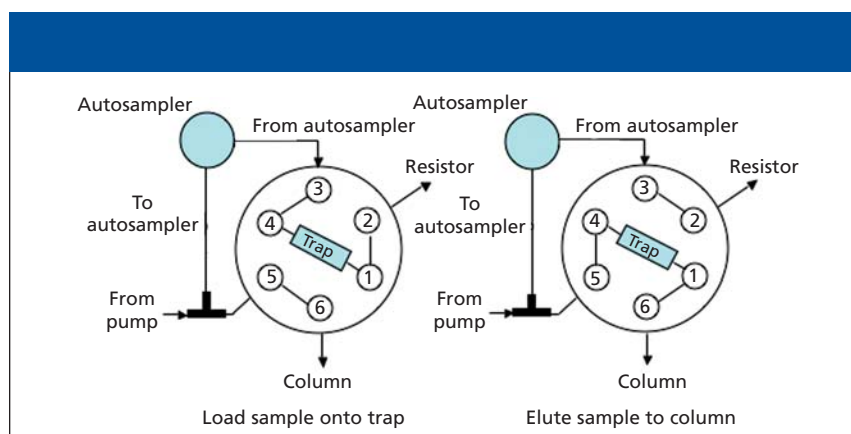 Autosampler
From autosampler
Resistor
To
autosampler
3
4
2
Trap
1
5
6
From
pump
Column
Load sample onto trap
Autosampler
From autosampler
Resistor
To
autosampler
3
4
2
Trap
1
5
6
From
pump
Column
Elute sample to column